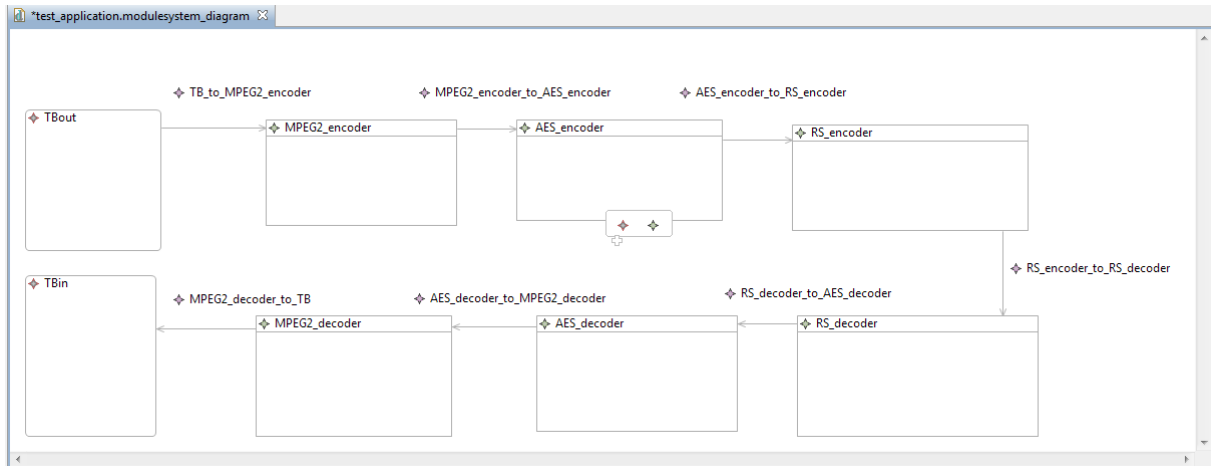 *test_application.modulesystem_diagram
TB_to_MPEG2_encoder
MPEG2_encoder_to_AES_encoder
AES_encoder_to_RS_encoder
TBout
MPEG2_encoder
AES_encoder
RS_encoder
RS_encoder_to_RS_decoder
TBin
MPEG2_decoder_to_TB
AES_decoder_to_MPEG2_decoder
RS_decoder_to_AES_decoder
MPEG2_decoder
AES_decoder
RS_decoder